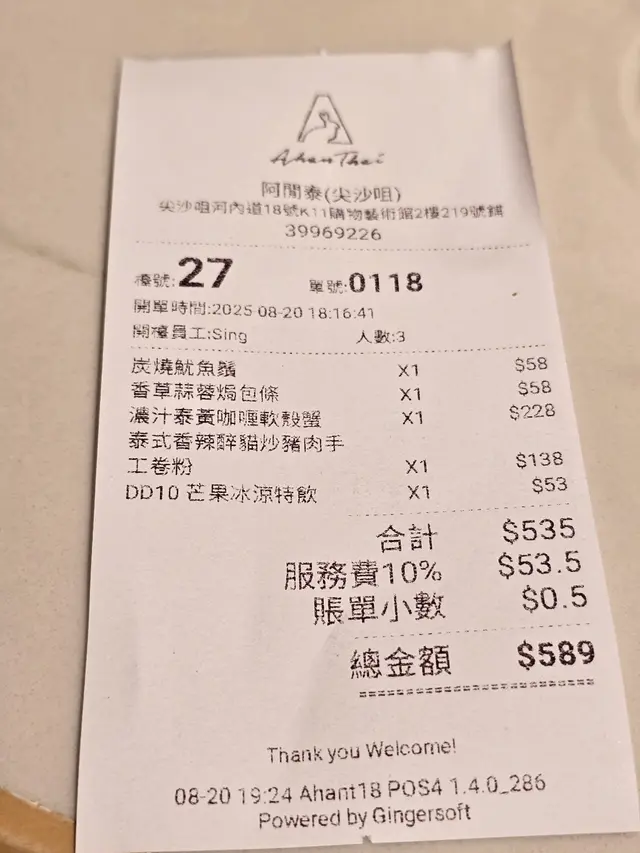 Ahan Thai
阿閒泰(尖沙咀)
尖沙咀河內道18號K11購物藝術館2樓219號舖
39969226
檯號:27 單號:0118
開單時間:2025-08-20 18:16:41
開檯員工:Sing 人數:3
炭燒魷魚鬚 X1 $58
香草蒜蓉焗包條 X1 $58
濃汁泰黃咖喱軟殼蟹 X1 $228
泰式香辣醉貓炒豬肉手
工卷粉 X1 $138
DD10 芒果冰涼特飲 X1 $53
合計 $535
服務費10% $53.5
賬單小數 $0.5
總金額 $589
Thank you Welcome!
08-20 19:24 Ahant18 POS4 1.4.0_286
Powered by Gingersoft